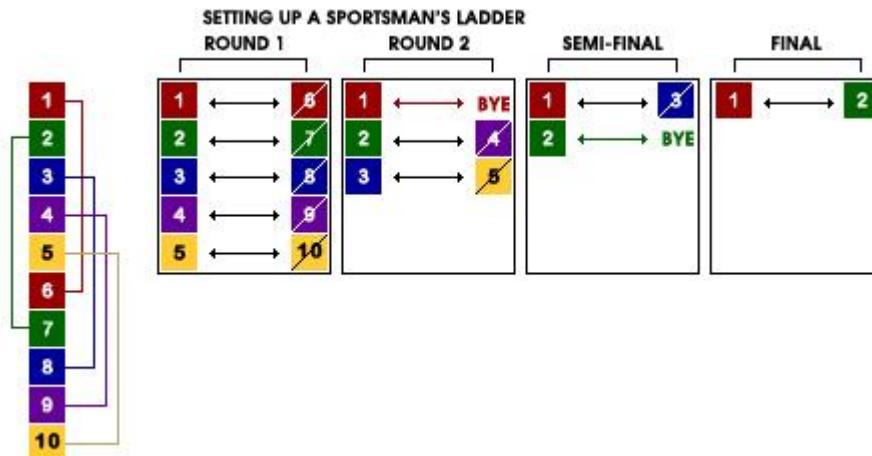 SETTING UP A SPORTSMAN'S LADDER
ROUND 1 ROUND 2 SEMI-FINAL FINAL
1 1 6 1 BYE 1 3 1 2
2 2 7 2 4 2 BYE
3 3 8 3 5
4 4 9
5 5 10
6
7
8
9
10